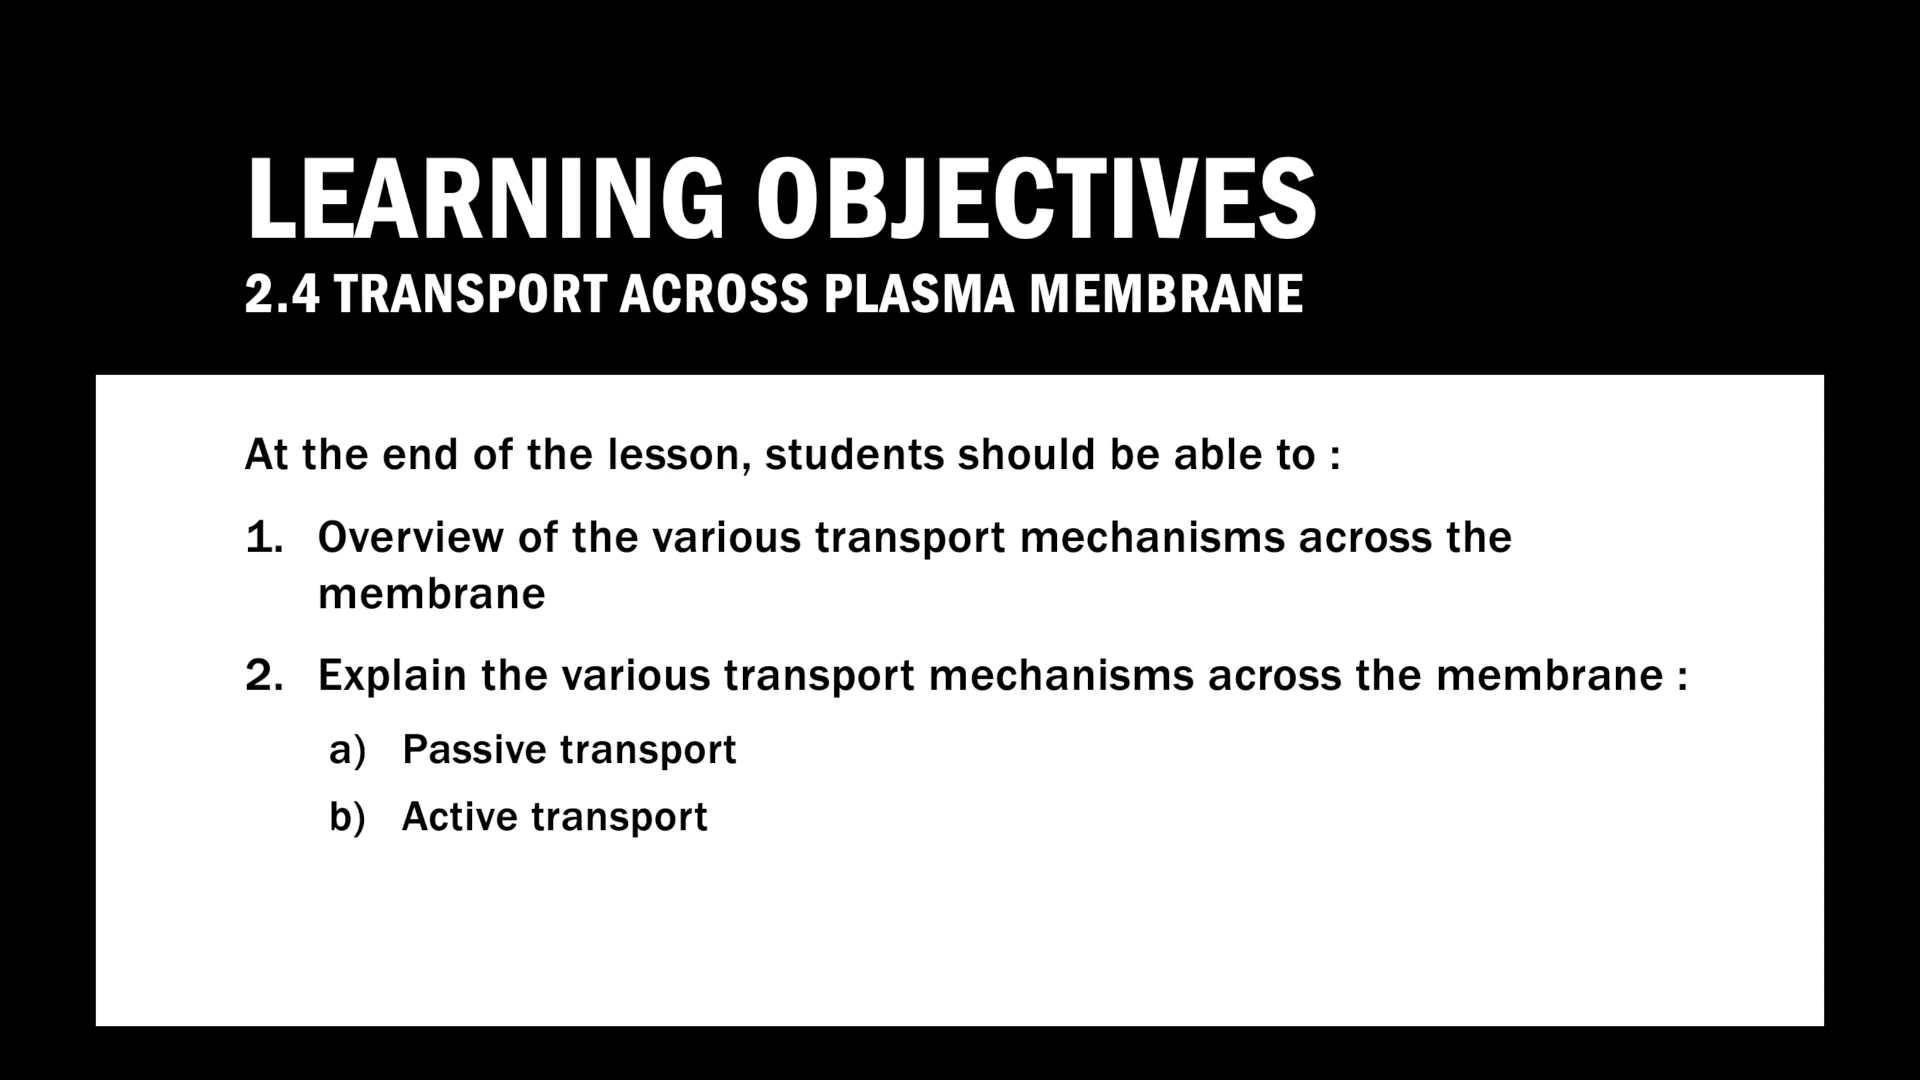 LEARNING OBJECTIVES
2.4 TRANSPORT ACROSS PLASMA MEMBRANE
At the end of the lesson, students should be able to :
1. Overview of the various transport mechanisms across the
membrane
2. Explain the various transport mechanisms across the membrane :
a) Passive transport
b) Active transport